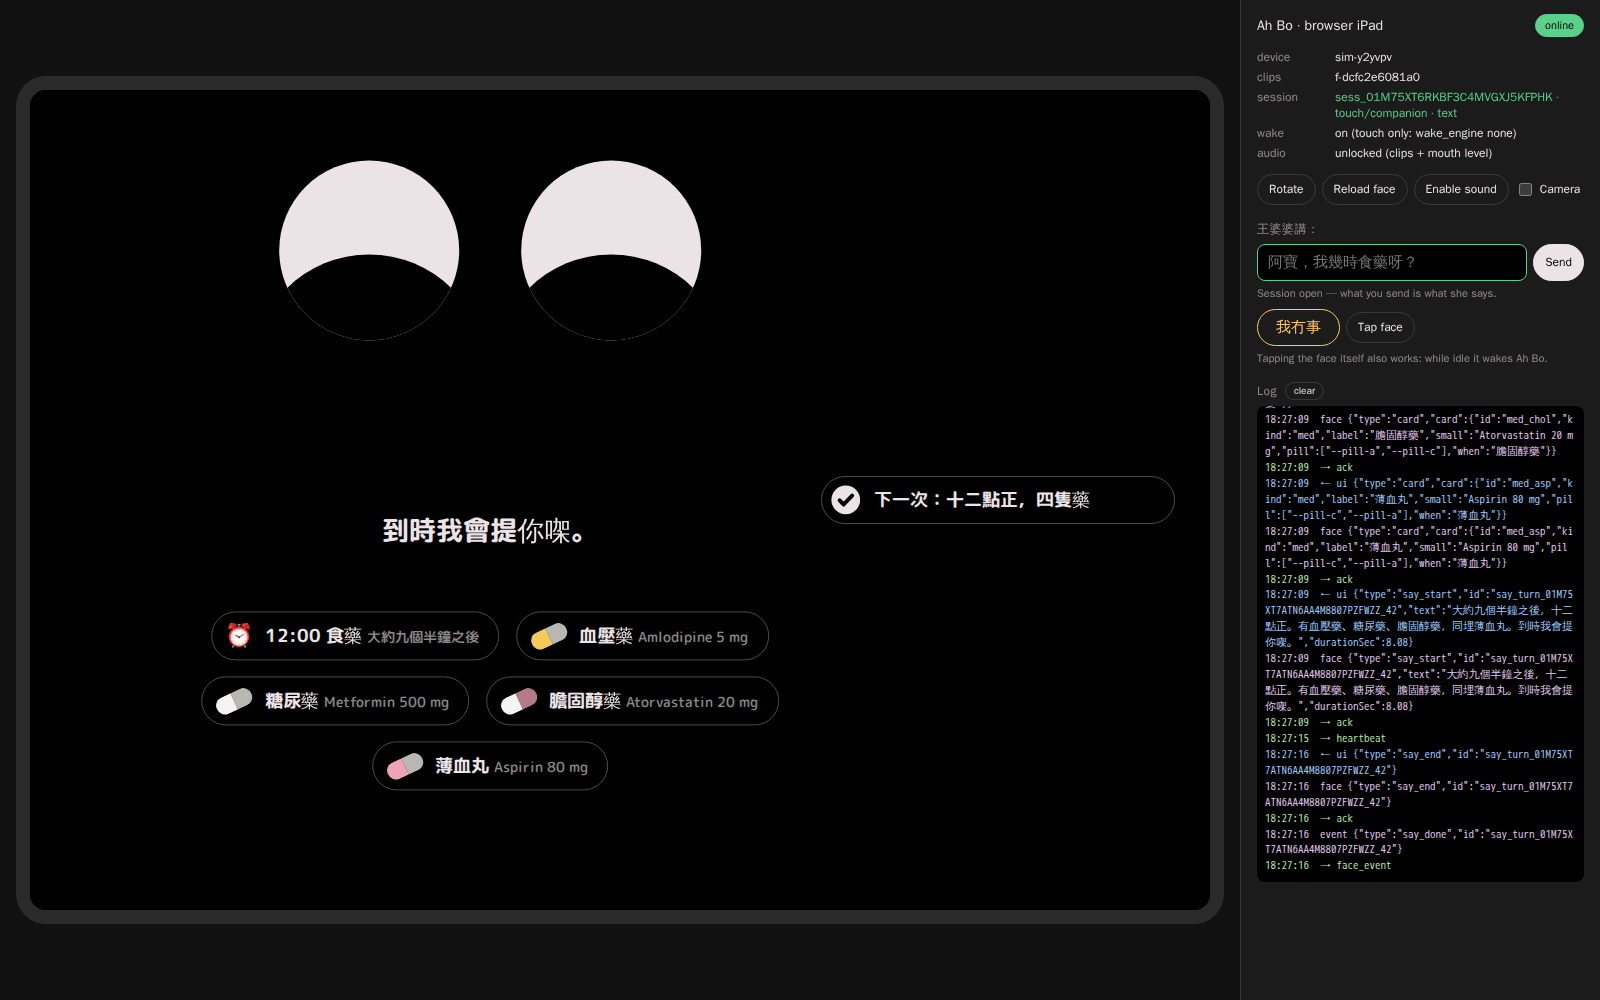 到時我會提你㗎。
下一次：十二點正，四隻藥
12:00 食藥 大約九個半鐘之後
血壓藥 Amlodipine 5 mg
糖尿藥 Metformin 500 mg
膽固醇藥 Atorvastatin 20 mg
薄血丸 Aspirin 80 mg
Ah Bo · browser iPad
online
device sim-y2yvpv
clips f-dcfc2e6081a0
session sess_01M75XT6RKBF3C4MVGXJ5KFPHK ·
touch/companion · text
wake on (touch only: wake_engine none)
audio unlocked (clips + mouth level)
Rotate
Reload face
Enable sound
Camera
王婆婆講：
阿寶，我幾時食藥呀？
Send
Session open — what you send is what she says.
我冇事
Tap face
Tapping the face itself also works: while idle it wakes Ah Bo.
Log
clear
18:27:09 face {"type":"card","card":{"id":"med_chol","k
ind":"med","label":"膽固醇藥","small":"Atorvastatin 20 m
g","pill":["--pill-a","--pill-c"],"when":"膽固醇藥"}}
18:27:09 → ack
18:27:09 ← ui {"type":"card","card":{"id":"med_asp","k
ind":"med","label":"薄血丸","small":"Aspirin 80 mg","pil
l":["--pill-c","--pill-a"],"when":"薄血丸"}}
18:27:09 face {"type":"card","card":{"id":"med_asp","ki
nd":"med","label":"薄血丸","small":"Aspirin 80 mg","pil
l":["--pill-c","--pill-a"],"when":"薄血丸"}}
18:27:09 → ack
18:27:09 ← ui {"type":"say_start","id":"say_turn_01M75
XT7ATN6AA4M8807PZFWZZ_42","text":"大約九個半鐘之後，十二
點正。有血壓藥、糖尿藥、膽固醇藥，同埋薄血丸。到時我會提
你㗎。","durationSec":8.08}
18:27:09 face {"type":"say_start","id":"say_turn_01M75X
T7ATN6AA4M8807PZFWZZ_42","text":"大約九個半鐘之後，十二
點正。有血壓藥、糖尿藥、膽固醇藥，同埋薄血丸。到時我會提
你㗎。","durationSec":8.08}
18:27:09 → ack
18:27:15 → heartbeat
18:27:16 ← ui {"type":"say_end","id":"say_turn_01M75XT
7ATN6AA4M8807PZFWZZ_42"}
18:27:16 face {"type":"say_end","id":"say_turn_01M75XT7
ATN6AA4M8807PZFWZZ_42"}
18:27:16 → ack
18:27:16 event {"type":"say_done","id":"say_turn_01M75X
T7ATN6AA4M8807PZFWZZ_42"}
18:27:16 → face_event